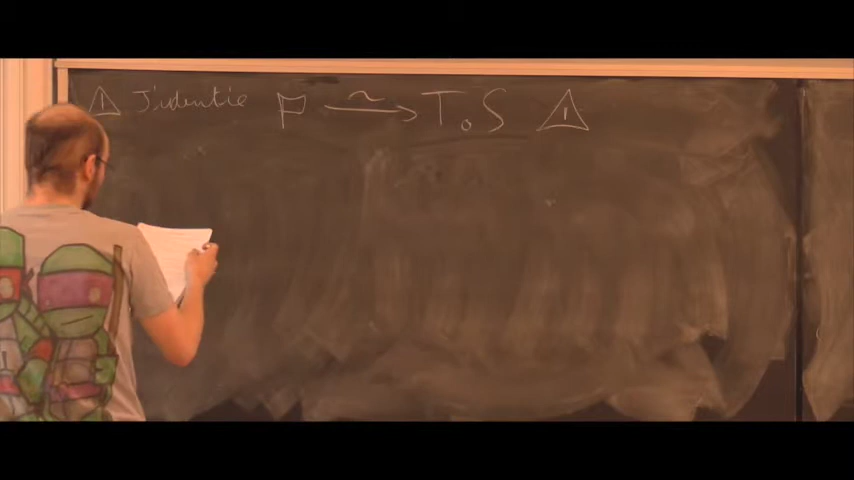 ⚠ J'identifie 𝔭 ⥲ T₀S ⚠